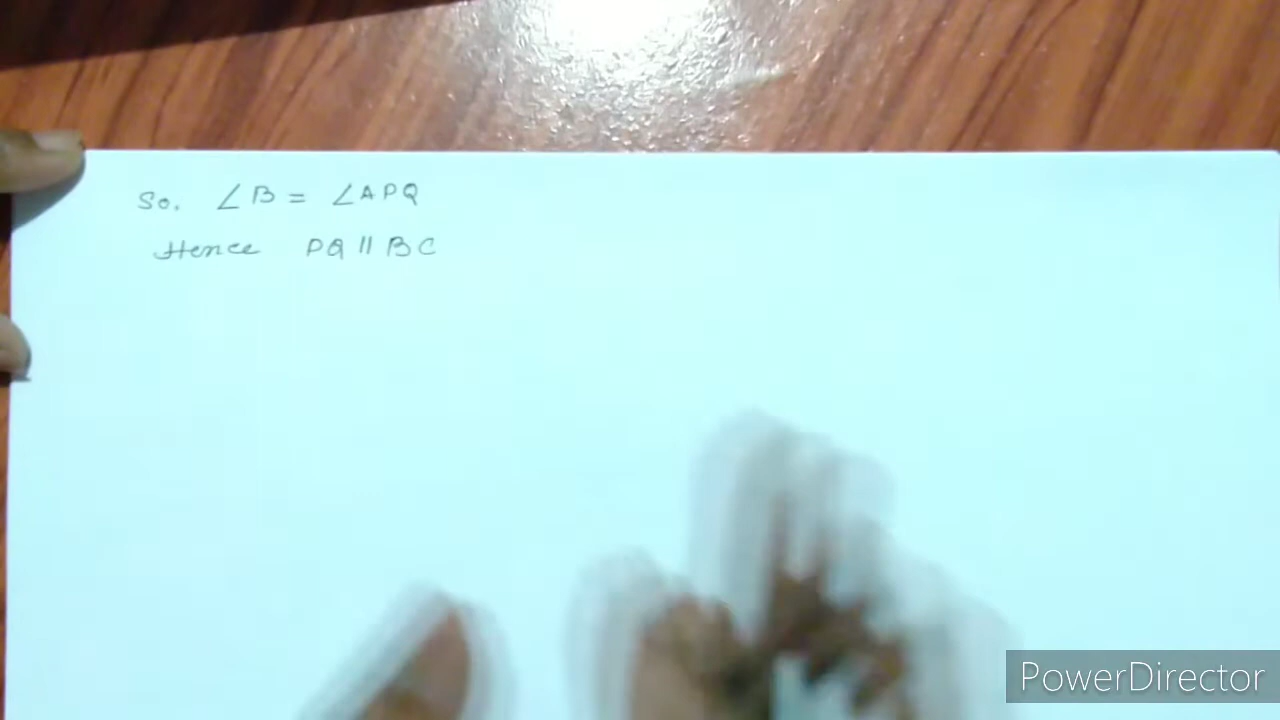 So, ∠B = ∠APQ
Hence PQ || BC
PowerDirector